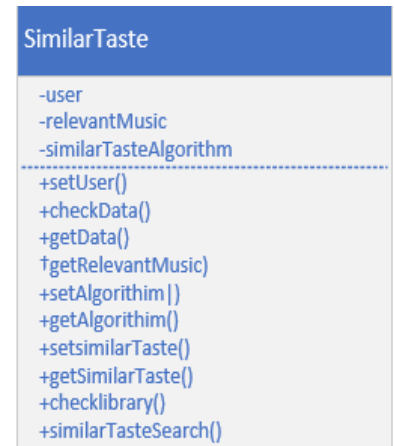 SimilarTaste
-user
-relevantMusic
-similarTasteAlgorithm
+setUser()
+checkData()
+getData()
†getRelevantMusic)
+setAlgorithim|)
+getAlgorithim()
+setsimilarTaste()
+getSimilarTaste()
+checklibrary()
+similarTasteSearch()